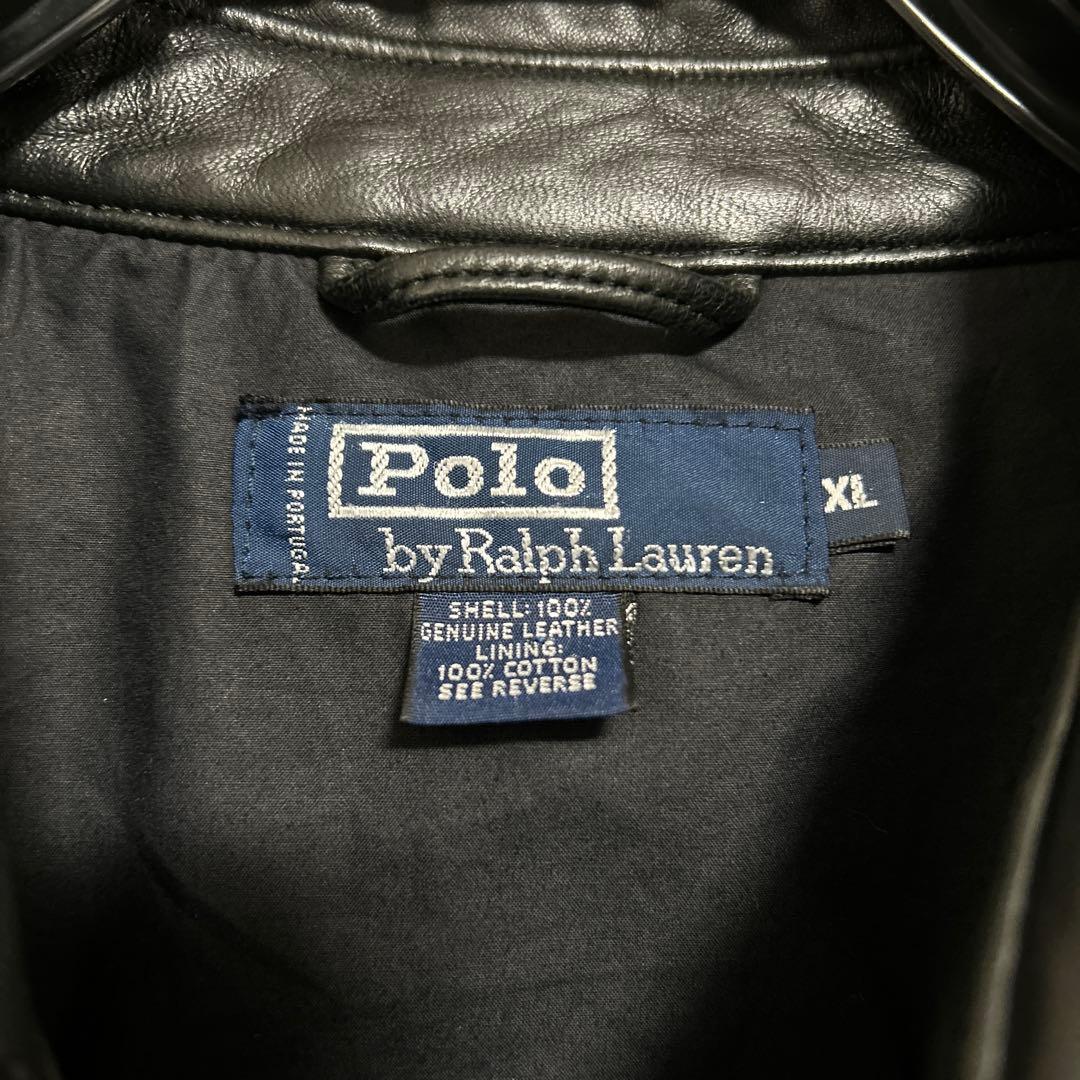 MADE IN PORTUGAL
Polo
by Ralph Lauren
XL
SHELL: 100%
GENUINE LEATHER
LINING:
100% COTTON
SEE REVERSE